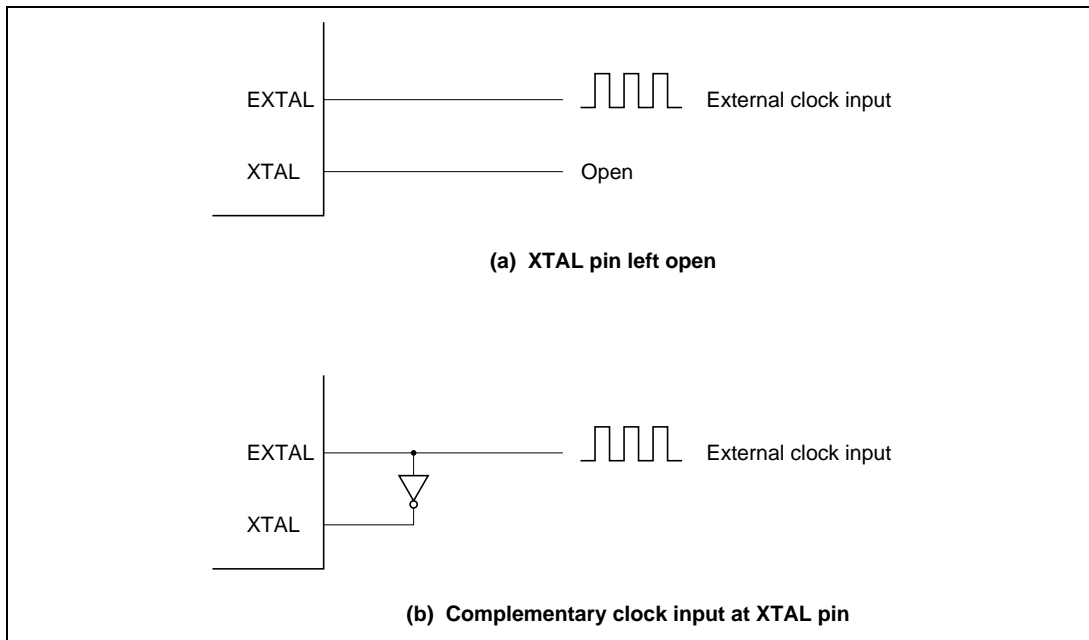 EXTAL
External clock input
XTAL
Open
(a) XTAL pin left open
EXTAL
External clock input
XTAL
(b) Complementary clock input at XTAL pin